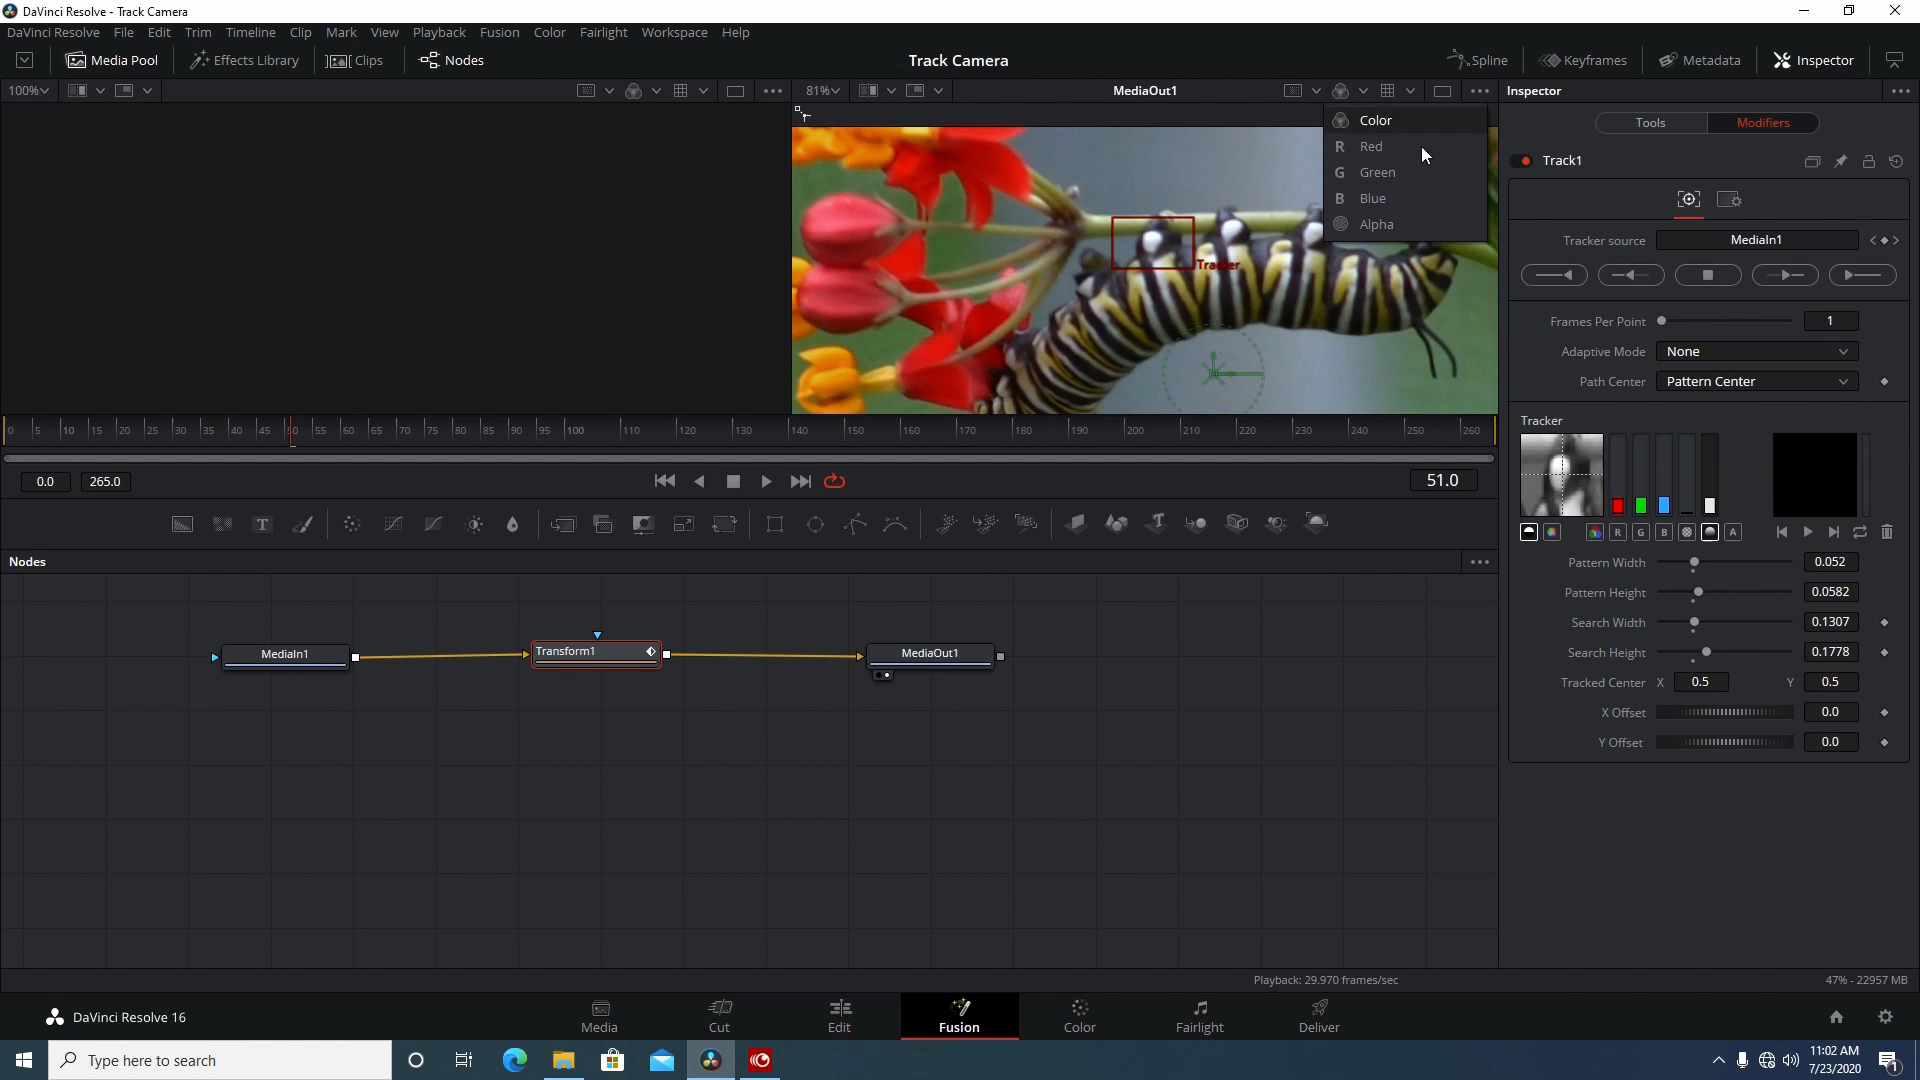 DaVinci Resolve - Track Camera
DaVinci Resolve File Edit Trim Timeline Clip Mark View Playback Fusion Color Fairlight Workspace Help
Media Pool Effects Library Clips Nodes Track Camera Spline Keyframes Metadata Inspector
100% 81% MediaOut1 Inspector
Color
Red
Green
Blue
Alpha
R
G
B
Tracker
Tools Modifiers
Track1
Tracker source MediaIn1
Frames Per Point 1
Adaptive Mode None
Path Center Pattern Center
Tracker
R G B A
Pattern Width 0.052
Pattern Height 0.0582
Search Width 0.1307
Search Height 0.1778
Tracked Center X 0.5 Y 0.5
X Offset 0.0
Y Offset 0.0
0 5 10 15 20 25 30 35 40 45 50 55 60 65 70 75 80 85 90 95 100 110 120 130 140 150 160 170 180 190 200 210 220 230 240 250 260
0.0 265.0 51.0
T T
Nodes
MediaIn1 Transform1 MediaOut1
Playback: 29.970 frames/sec 47% - 22957 MB
DaVinci Resolve 16
Media Cut Edit Fusion Color Fairlight Deliver
Type here to search
11:02 AM
7/23/2020
1